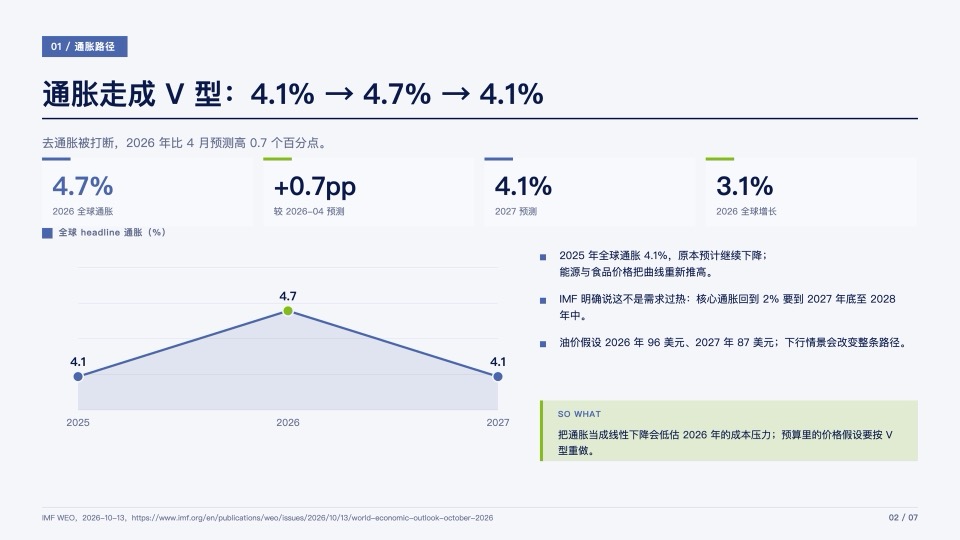 01 / 通胀路径
通胀走成 V 型：4.1% → 4.7% → 4.1%
去通胀被打断，2026 年比 4 月预测高 0.7 个百分点。
4.7%
2026 全球通胀
+0.7pp
较 2026-04 预测
4.1%
2027 预测
3.1%
2026 全球增长
全球 headline 通胀（%）
4.1
4.7
4.1
2025
2026
2027
2025 年全球通胀 4.1%，原本预计继续下降；
能源与食品价格把曲线重新推高。
IMF 明确说这不是需求过热：核心通胀回到 2% 要到 2027 年底至 2028
年中。
油价假设 2026 年 96 美元、2027 年 87 美元；下行情景会改变整条路径。
SO WHAT
把通胀当成线性下降会低估 2026 年的成本压力；预算里的价格假设要按 V
型重做。
IMF WEO，2026-10-13，https://www.imf.org/en/publications/weo/issues/2026/10/13/world-economic-outlook-october-2026
02 / 07